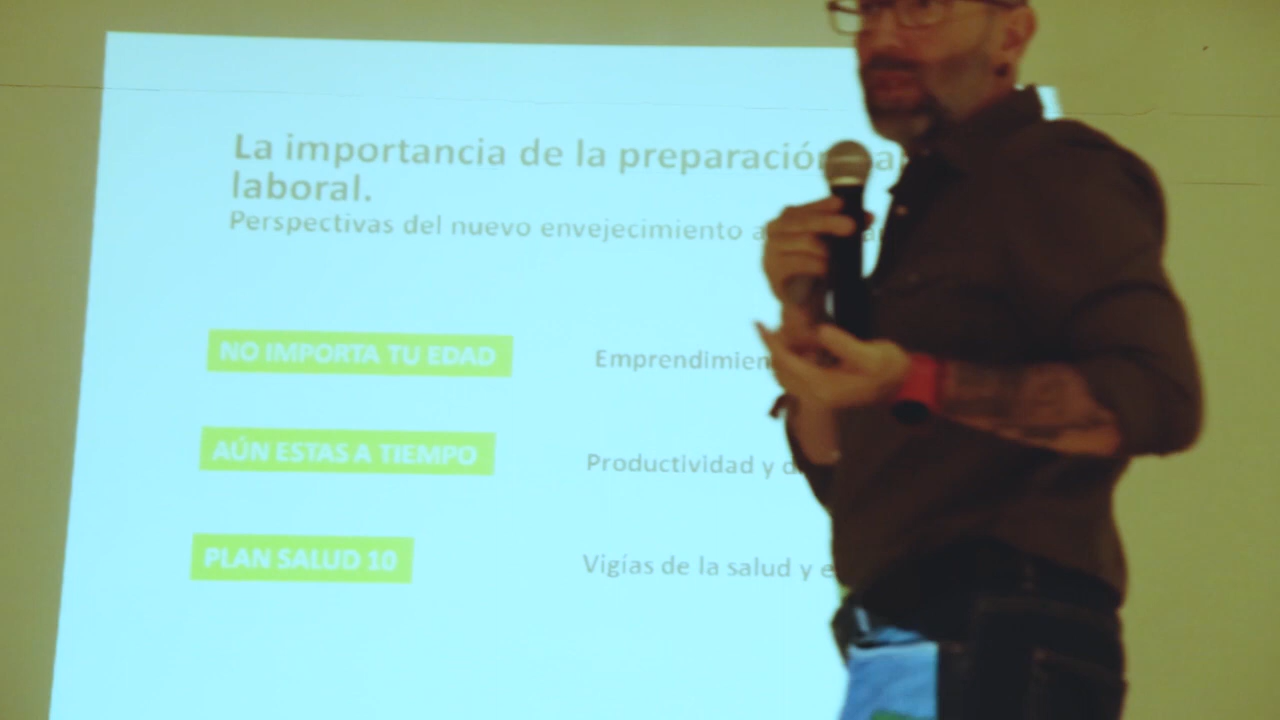 La importancia de la preparación
laboral.
Perspectivas del nuevo envejecimiento
NO IMPORTA TU EDAD
AÚN ESTAS A TIEMPO
Productividad y
PLAN SALUD 10
Vigías de la salud y